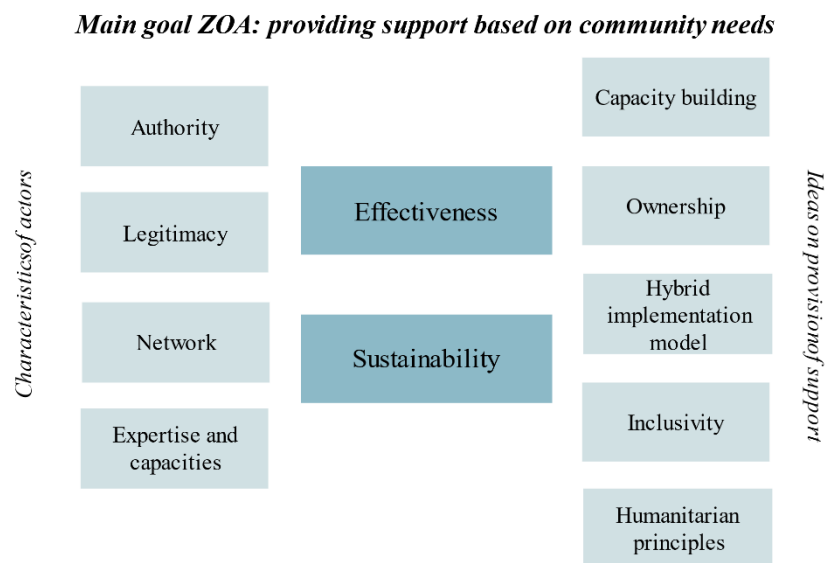 Main goal ZOA: providing support based on community needs
Characteristicsof actors
Authority
Legitimacy
Network
Expertise and
capacities
Effectiveness
Sustainability
Capacity building
Ownership
Hybrid
implementation
model
Inclusivity
Humanitarian
principles
Ideas on provisionof support